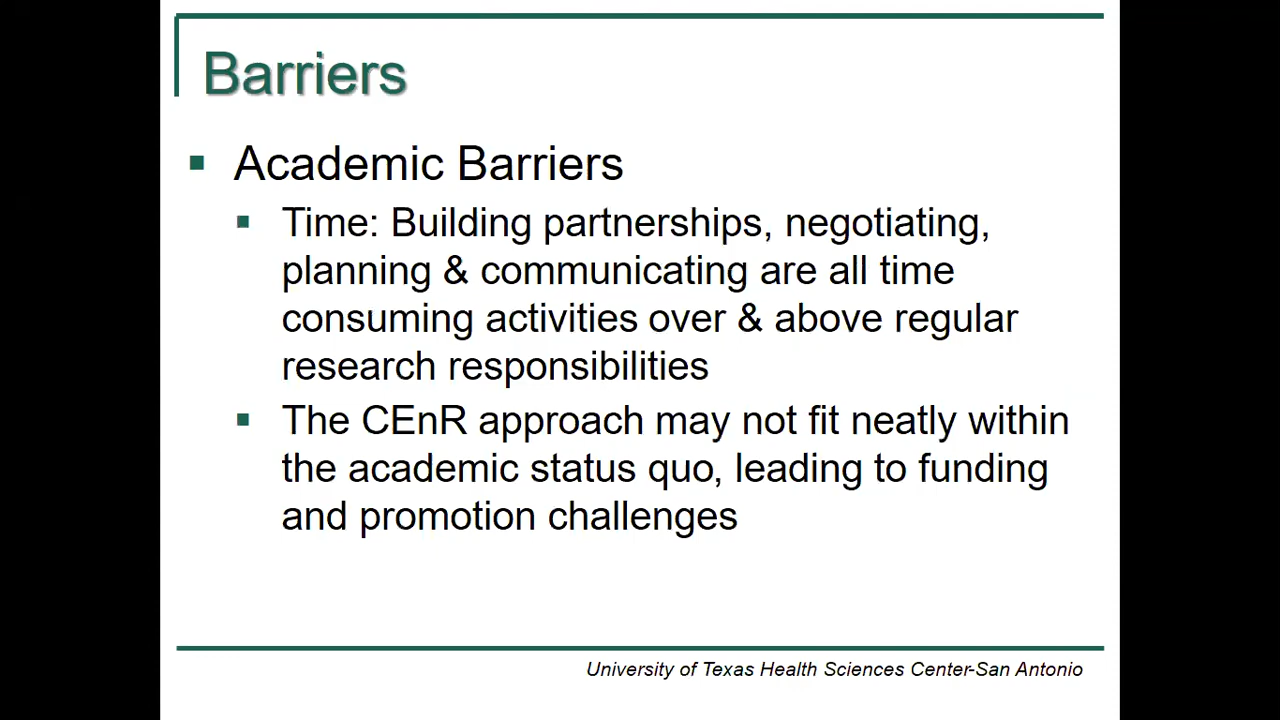 Barriers
Academic Barriers
Time: Building partnerships, negotiating,
planning & communicating are all time
consuming activities over & above regular
research responsibilities
The CEnR approach may not fit neatly within
the academic status quo, leading to funding
and promotion challenges
University of Texas Health Sciences Center-San Antonio